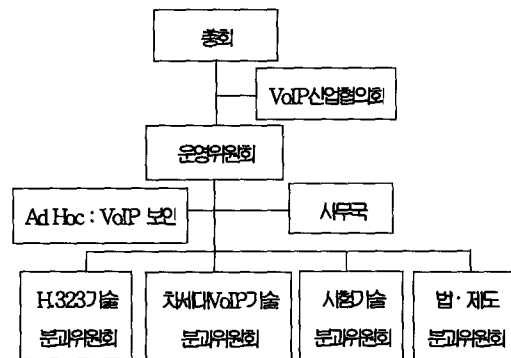 총회
VoIP산업협의회
운영위원회
Ad Hoc : VoIP 보안
사무국
H.323기술
분과위원회
차세대VoIP기술
분과위원회
시험기술
분과위원회
법·제도
분과위원회